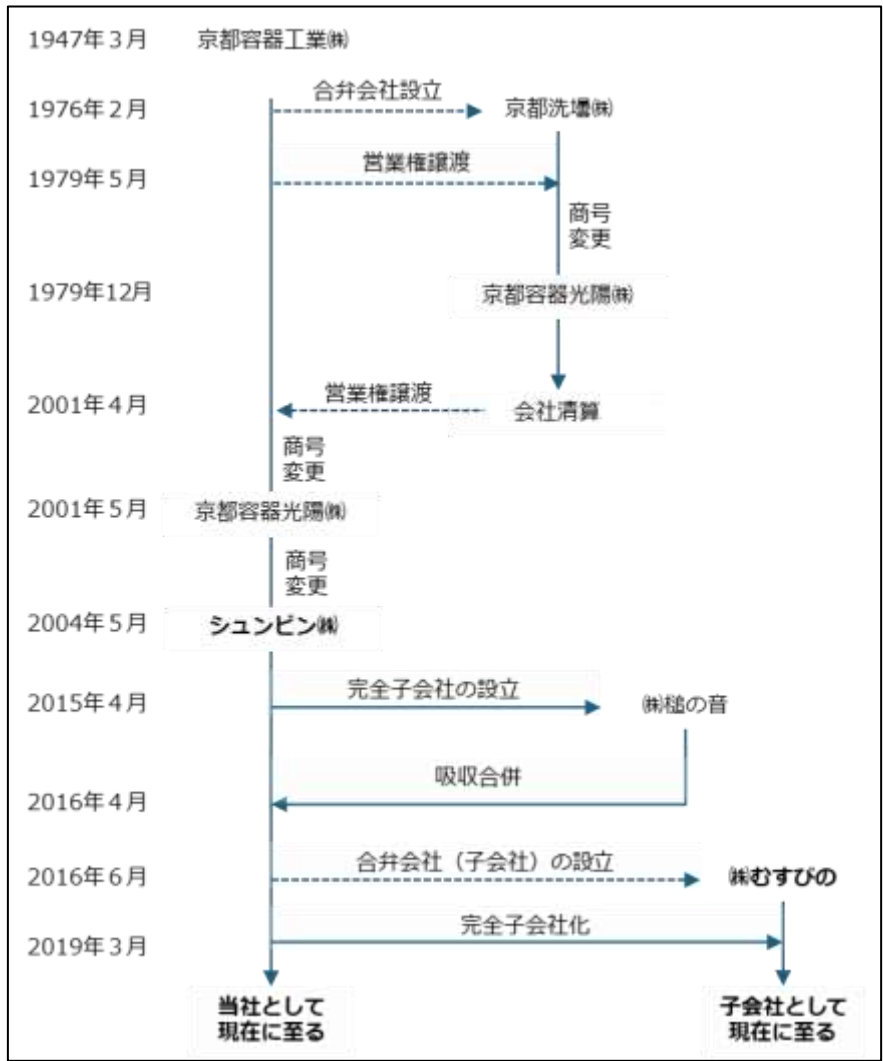 1947年3月 京都容器工業㈱
合弁会社設立
1976年2月 京都洗壜㈱
営業権譲渡
1979年5月
商号
変更
1979年12月 京都容器光陽㈱
営業権譲渡
2001年4月 会社清算
商号
変更
2001年5月 京都容器光陽㈱
商号
変更
2004年5月 シュンビン㈱
完全子会社の設立
2015年4月 ㈱槌の音
吸収合併
2016年4月
合弁会社（子会社）の設立
2016年6月 ㈱むすびの
完全子会社化
2019年3月
当社として 子会社として
現在に至る 現在に至る